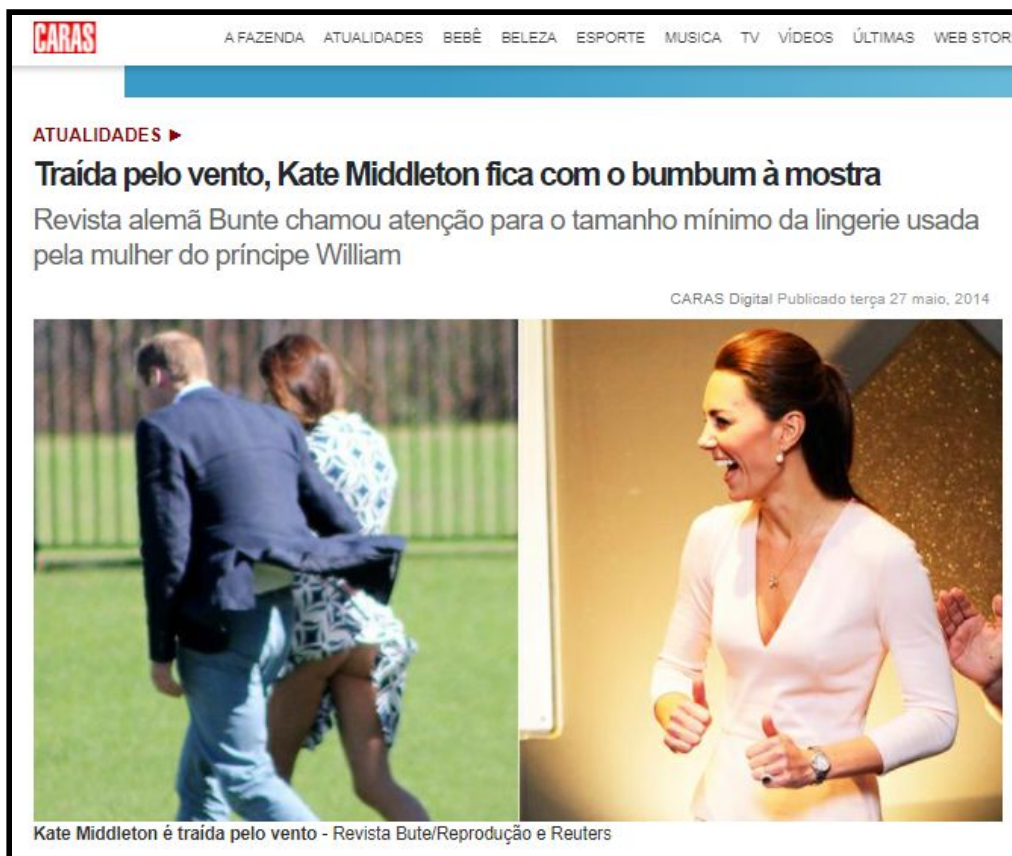 CARAS
A FAZENDA ATUALIDADES BEBÊ BELEZA ESPORTE MUSICA TV VÍDEOS ÚLTIMAS WEB STOR
ATUALIDADES ►
Traída pelo vento, Kate Middleton fica com o bumbum à mostra
Revista alemã Bunte chamou atenção para o tamanho mínimo da lingerie usada
pela mulher do príncipe William
CARAS Digital Publicado terça 27 maio, 2014
Kate Middleton é traída pelo vento - Revista Bute/Reprodução e Reuters